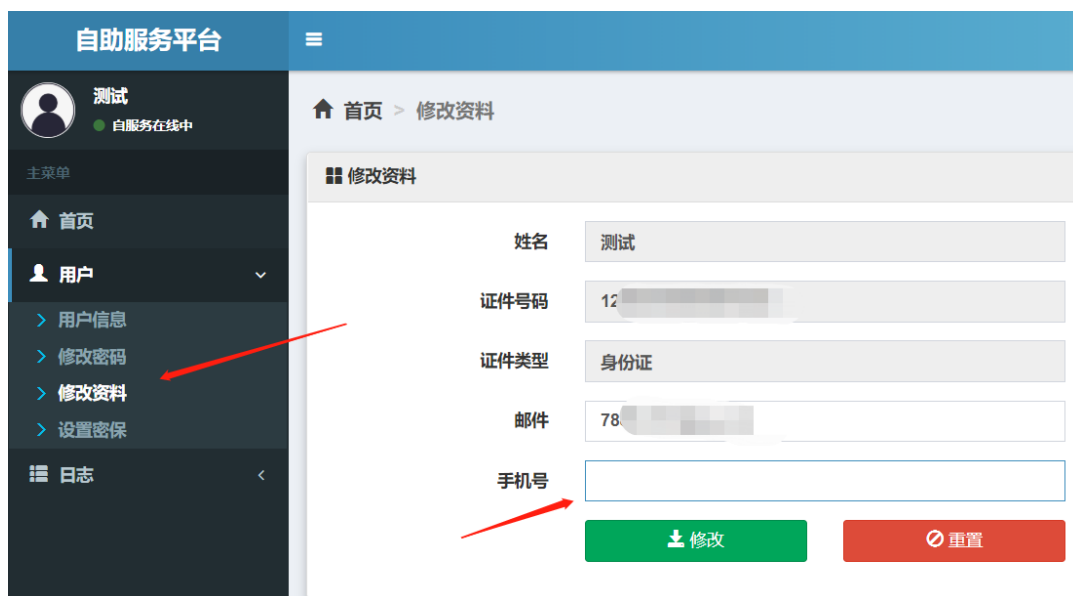 自助服务平台
测试
自服务在线中
主菜单
首页
用户
用户信息
修改密码
修改资料
设置密保
日志
首页 > 修改资料
修改资料
姓名 测试
证件号码 12
证件类型 身份证
邮件 78
手机号
修改 重置